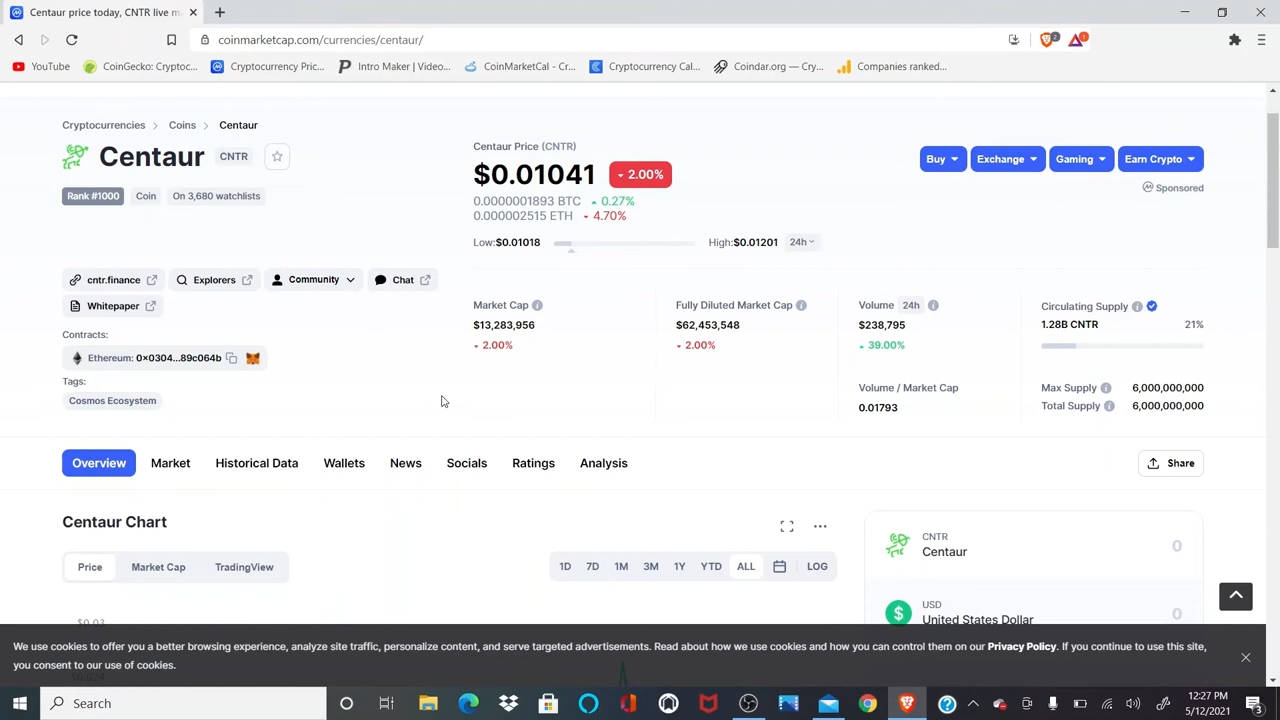 Centaur price today, CNTR live m
coinmarketcap.com/currencies/centaur/
2
1
YouTube
CoinGecko: Cryptoc...
Cryptocurrency Pric...
Intro Maker | Video...
CoinMarketCal - Cr...
Cryptocurrency Cal...
Coindar.org — Cry...
Companies ranked...
Cryptocurrencies > Coins > Centaur
Centaur CNTR
Rank #1000 Coin On 3,680 watchlists
Centaur Price (CNTR)
$0.01041 2.00%
0.0000001893 BTC 0.27%
0.000002515 ETH 4.70%
Low:$0.01018 High:$0.01201 24h
Buy Exchange Gaming Earn Crypto
Sponsored
cntr.finance Explorers Community Chat
Whitepaper
Contracts:
Ethereum: 0x0304...89c064b
Tags:
Cosmos Ecosystem
Market Cap
$13,283,956
2.00%
Fully Diluted Market Cap
$62,453,548
2.00%
Volume 24h
$238,795
39.00%
Volume / Market Cap
0.01793
Circulating Supply
1.28B CNTR 21%
Max Supply 6,000,000,000
Total Supply 6,000,000,000
Overview Market Historical Data Wallets News Socials Ratings Analysis Share
Centaur Chart
Price Market Cap TradingView
1D 7D 1M 3M 1Y YTD ALL LOG
CNTR
Centaur 0
USD
United States Dollar 0
$0.03
We use cookies to offer you a better browsing experience, analyze site traffic, personalize content, and serve targeted advertisements. Read about how we use cookies and how you can control them on our Privacy Policy. If you continue to use this site,
you consent to our use of cookies.
Search
12:27 PM
5/12/2021
3